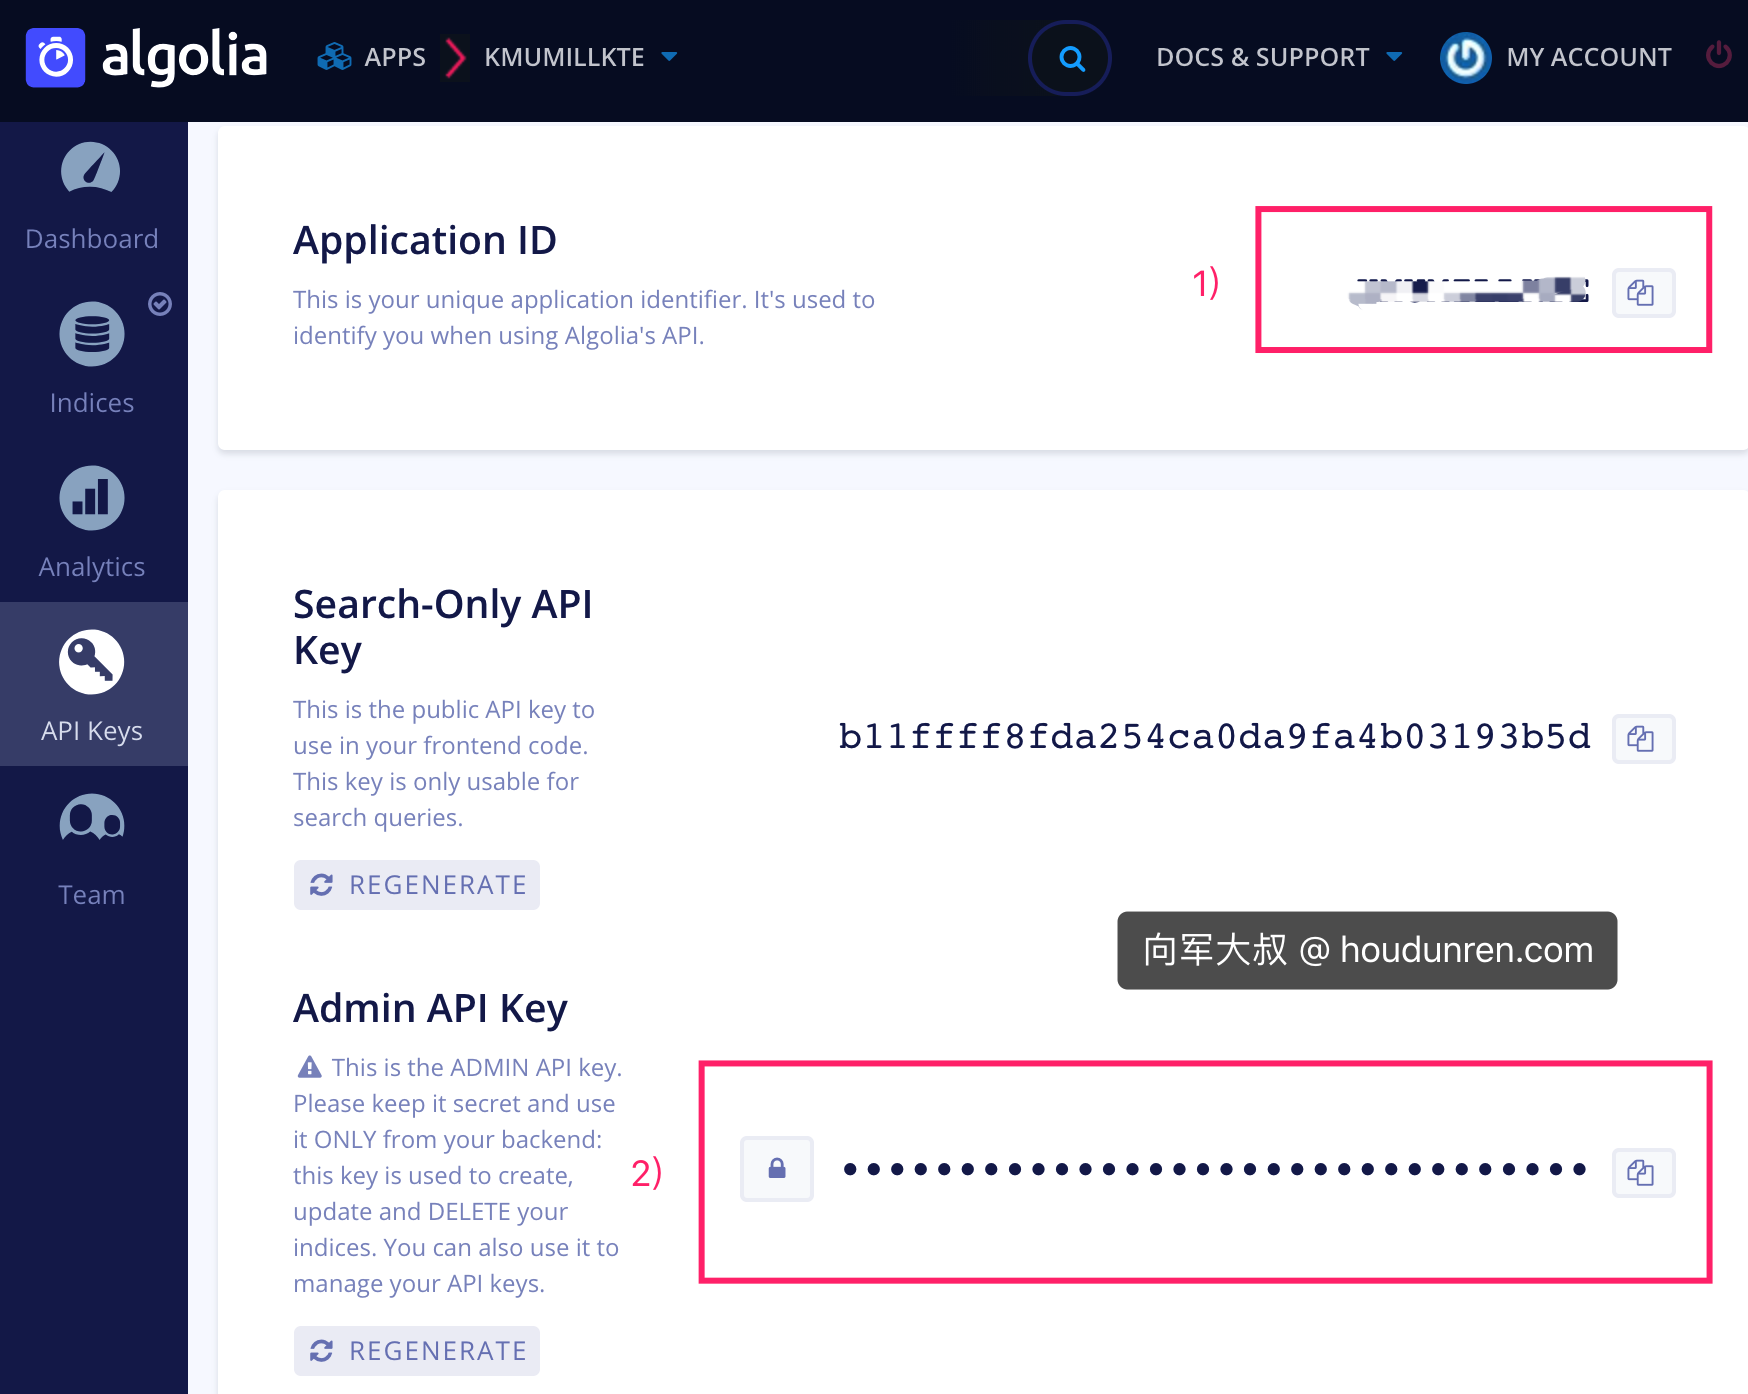 algolia
APPS
KMUMILLKTE
DOCS & SUPPORT
MY ACCOUNT
Dashboard
Indices
Analytics
API Keys
Team
Application ID
This is your unique application identifier. It's used to
identify you when using Algolia's API.
1)
Search-Only API
Key
This is the public API key to
use in your frontend code.
This key is only usable for
search queries.
b11ffff8fda254ca0da9fa4b03193b5d
REGENERATE
向军大叔 @ houdunren.com
Admin API Key
This is the ADMIN API key.
Please keep it secret and use
it ONLY from your backend:
this key is used to create,
update and DELETE your
indices. You can also use it to
manage your API keys.
2)
••••••••••••••••••••••••••••••••
REGENERATE